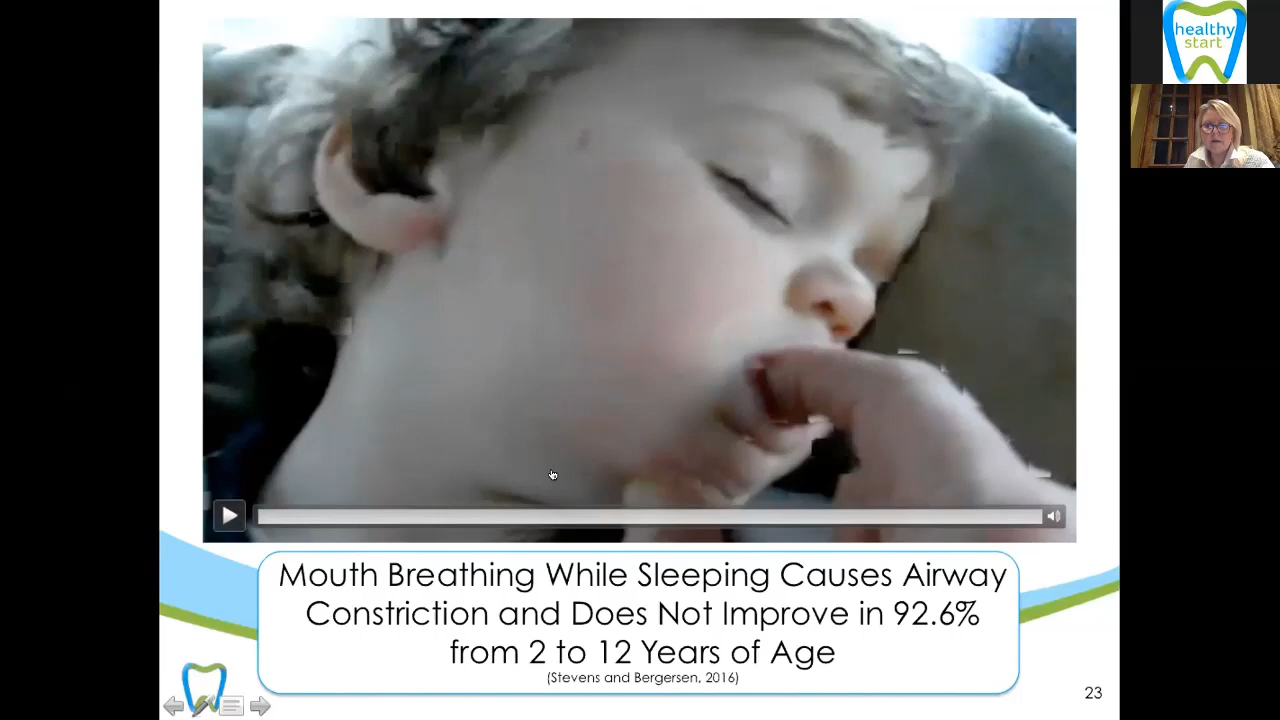 healthy
start
Mouth Breathing While Sleeping Causes Airway
Constriction and Does Not Improve in 92.6%
from 2 to 12 Years of Age
(Stevens and Bergersen, 2016)
23